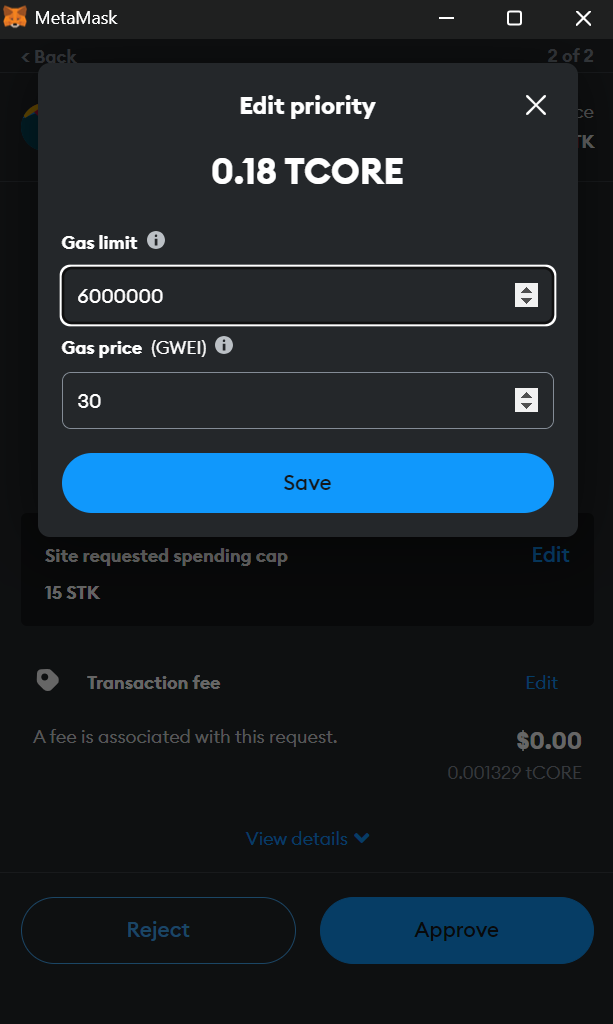 MetaMask
< Back
2 of 2
Edit priority
0.18 TCORE
Gas limit
6000000
Gas price (GWEI)
30
Save
Site requested spending cap
Edit
15 STK
Transaction fee
Edit
A fee is associated with this request.
$0.00
0.001329 tCORE
View details
Reject
Approve